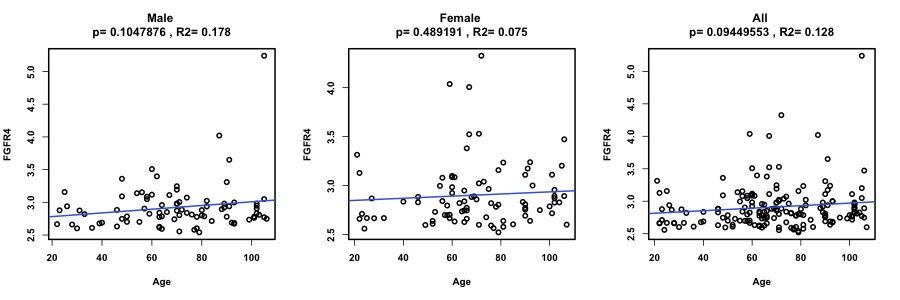 Male
p= 0.1047876 , R2= 0.178
FGFR4
5.0
4.5
4.0
3.5
3.0
2.5
20 40 60 80 100
Age
Female
p= 0.489191 , R2= 0.075
FGFR4
4.0
3.5
3.0
2.5
20 40 60 80 100
Age
All
p= 0.09449553 , R2= 0.128
FGFR4
5.0
4.5
4.0
3.5
3.0
2.5
20 40 60 80 100
Age